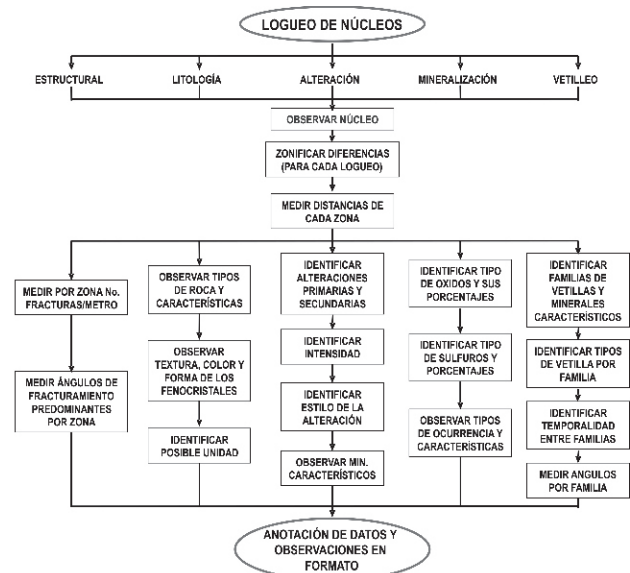 LOGUEO DE NÚCLEOS
ESTRUCTURAL
LITOLOGÍA
ALTERACIÓN
MINERALIZACIÓN
VETILLEO
OBSERVAR NÚCLEO
ZONIFICAR DIFERENCIAS
(PARA CADA LOGUEO)
MEDIR DISTANCIAS DE
CADA ZONA
MEDIR POR ZONA No.
FRACTURAS/METRO
MEDIR ÂNGULOS DE
FRACTURAMIENTO
PREDOMINANTES
POR ZONA
OBSERVAR TIPOS
DE ROCA Y
CARACTERÍSTICAS
OBSERVAR
TEXTURA, COLOR Y
FORMA DE LOS
FENOCRISTALES
IDENTIFICAR
POSIBLE UNIDAD
IDENTIFICAR
ALTERACIONES
PRIMARIAS Y
SECUNDARIAS
IDENTIFICAR
INTENSIDAD
IDENTIFICAR
ESTILO DE LA
ALTERACIÓN
OBSERVAR MIN.
CARACTERÍSTICOS
IDENTIFICAR TIPO
DE OXIDOS Y SUS
PORCENTAJES
IDENTIFICAR TIPO
DE SULFUROS Y
PORCENTAJES
OBSERVAR TIPOS
DE OCURRENCIA Y
CARACTERÍSTICAS
IDENTIFICAR
FAMILIAS DE
VETILLAS Y
MINERALES
CARACTERÍSTICOS
IDENTIFICAR TIPOS
DE VETILLA POR
FAMILIA
IDENTIFICAR
TEMPORALIDAD
ENTRE FAMILIAS
MEDIR ANGULOS
POR FAMILIA
ANOTACIÓN DE DATOS Y
OBSERVACIONES EN
FORMATO